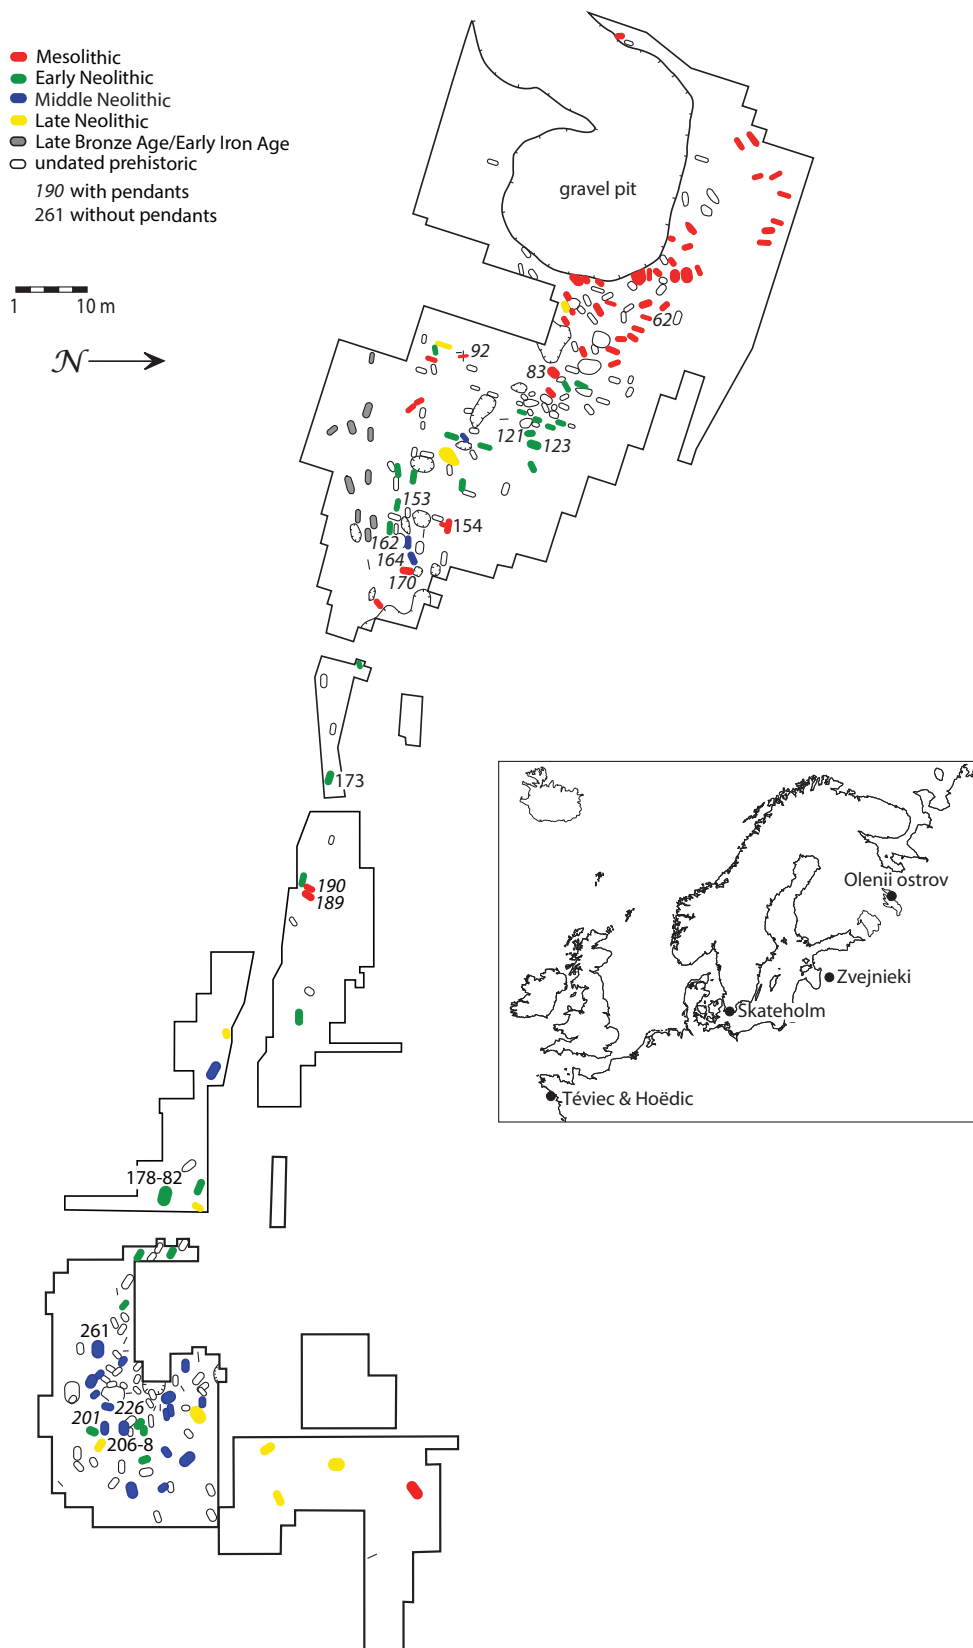 Mesolithic
Early Neolithic
Middle Neolithic
Late Neolithic
Late Bronze Age/Early Iron Age
undated prehistoric
190 with pendants
261 without pendants
1 10 m
N
gravel pit
62
92
83
121
123
153
154
162
164
170
173
190
189
178-82
261
226
201
206-8
Olenii ostrov
Zvejnieki
Skateholm
Téviec & Hoëdic